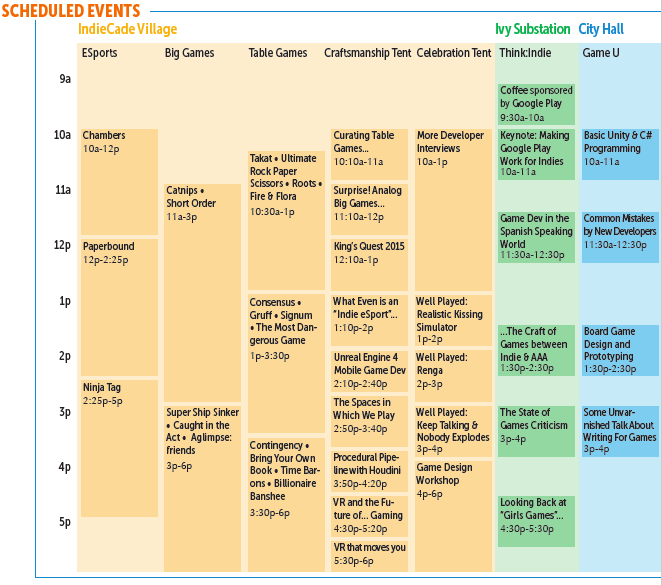 SCHEDULED EVENTS
IndieCade Village
Ivy Substation
City Hall
ESports
Big Games
Table Games
Craftsmanship Tent
Celebration Tent
Think:Indie
Game U
9a
10a
11a
12p
1p
2p
3p
4p
5p
Chambers
10a-12p
Paperbound
12p-2:25p
Ninja Tag
2:25p-5p
Catnips •
Short Order
11a-3p
Super Ship Sinker
• Caught in the
Act • Aglimpse:
friends
3p-6p
Takat • Ultimate
Rock Paper
Scissors • Roots •
Fire & Flora
10:30a-1p
Consensus •
Gruff • Signum
• The Most Dan-
gerous Game
1p-3:30p
Contingency •
Bring Your Own
Book • Time Bar-
ons • Billionaire
Banshee
3:30p-6p
Curating Table
Games...
10:10a-11a
Surprise! Analog
Big Games...
11:10a-12p
King's Quest 2015
12:10a-1p
What Even is an
"Indie eSport"...
1:10p-2p
Unreal Engine 4
Mobile Game Dev
2:10p-2:40p
The Spaces in
Which We Play
2:50p-3:40p
Procedural Pipe-
line with Houdini
3:50p-4:20p
VR and the Fu-
ture of... Gaming
4:30p-5:20p
VR that moves you
5:30p-6p
More Developer
Interviews
10a-1p
Well Played:
Realistic Kissing
Simulator
1p-2p
Well Played:
Renga
2p-3p
Well Played:
Keep Talking &
Nobody Explodes
3p-4p
Game Design
Workshop
4p-6p
Coffee sponsored
by Google Play
9:30a-10a
Keynote: Making
Google Play
Work for Indies
10a-11a
Game Dev in the
Spanish Speaking
World
11:30a-12:30p
...The Craft of
Games between
Indie & AAA
1:30p-2:30p
The State of
Games Criticism
3p-4p
Looking Back at
"Girls Games"...
4:30p-5:30p
Basic Unity & C#
Programming
10a-11a
Common Mistakes
by New Developers
11:30a-12:30p
Board Game
Design and
Prototyping
1:30p-2:30p
Some Unvar-
nished Talk About
Writing For Games
3p-4p